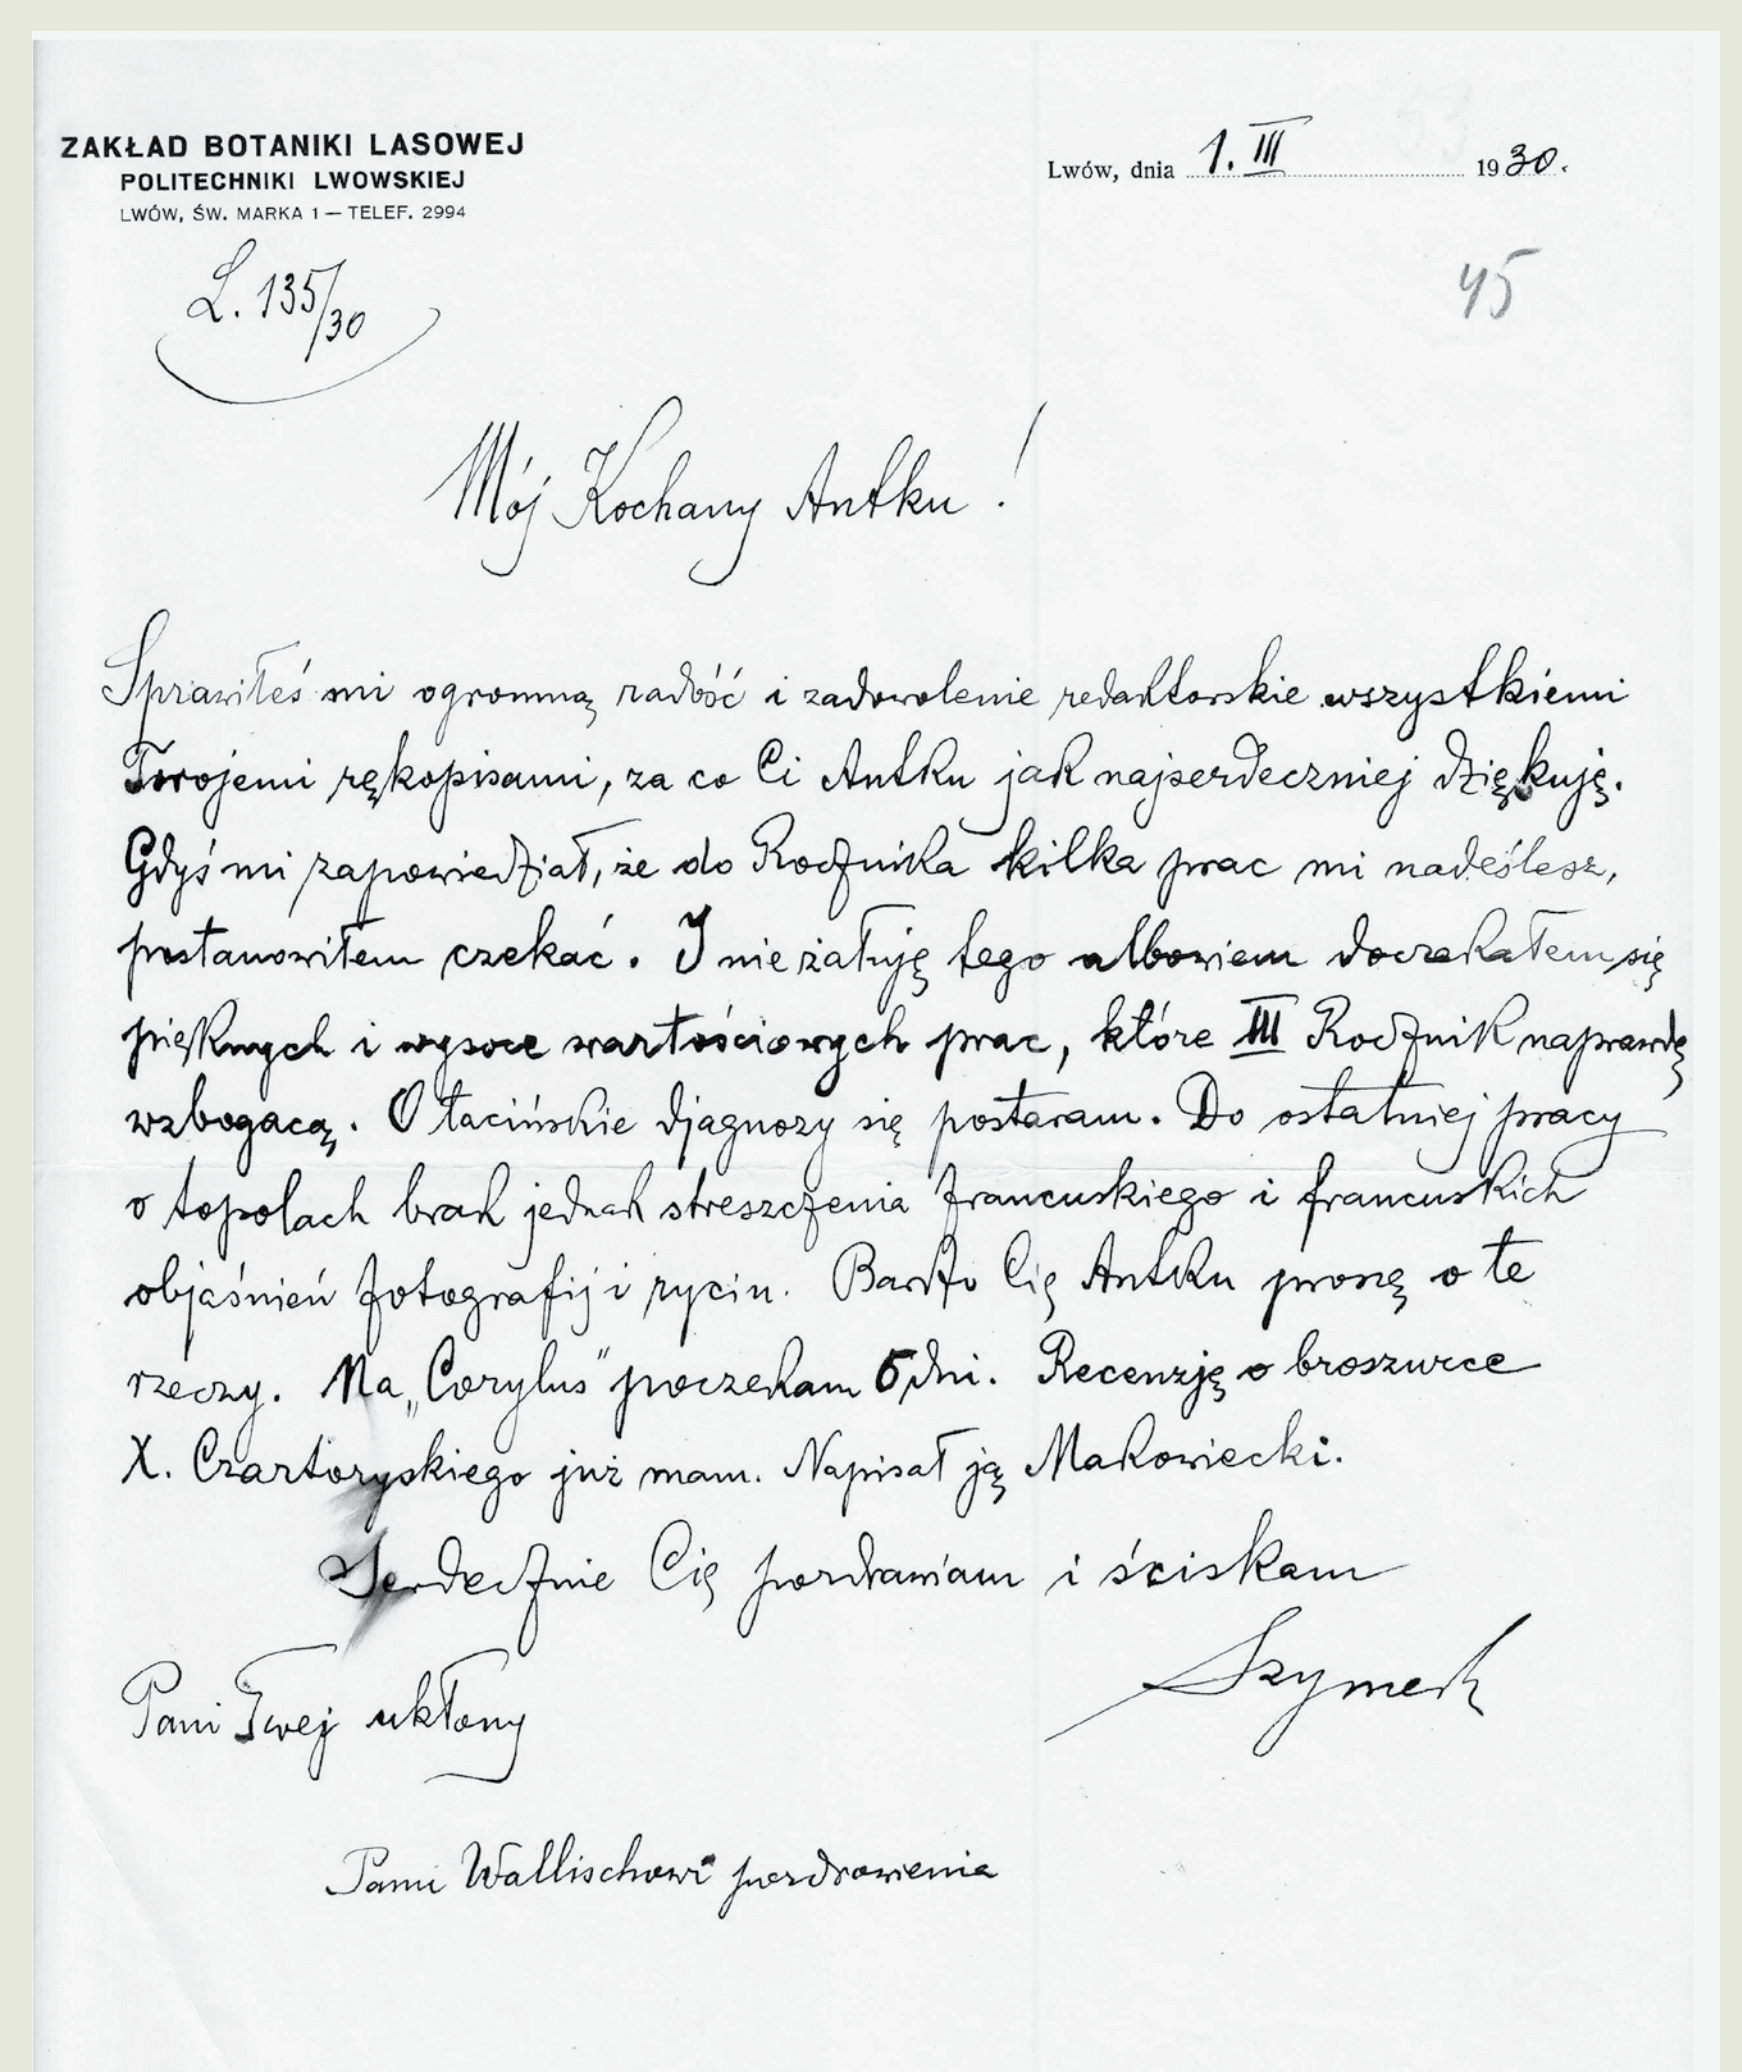 ZAKŁAD BOTANIKI LASOWEJ
POLITECHNIKI LWOWSKIEJ
LWÓW, ŚW. MARKA 1 — TELEF. 2994
Lwów, dnia 1. III 1930.
L. 135/30
45
Mój Kochany Antku!
Sprawiłeś mi ogromną radość i zadowolenie redaktorskie wszystkiemi
Twojemi rękopisami, za co Ci Antku jak najserdeczniej dziękuję.
Gdyś mi zapowiedział, że do Rocznika kilka prac mi nadeślesz,
postanowiłem czekać. I nie żałuję tego albowiem doczekałem się
pięknych i wysoce wartościowych prac, które III Rocznik naprawdę
wzbogacą. O łacińskie djagnozy się postaram. Do ostatniej pracy
o topolach brak jednak streszczenia francuskiego i francuskich
objaśnień fotografij i rycin. Bardzo Cię Antku proszę o te
rzeczy. Na „Corylus" poczekam 5 dni. Recenzję o broszurce
X. Czartoryskiego już mam. Napisał ją Makowiecki.
Serdecznie Cię pozdrawiam i ściskam
Szymek
Pani Twej ukłony
Panu Wallischowi pozdrowienia